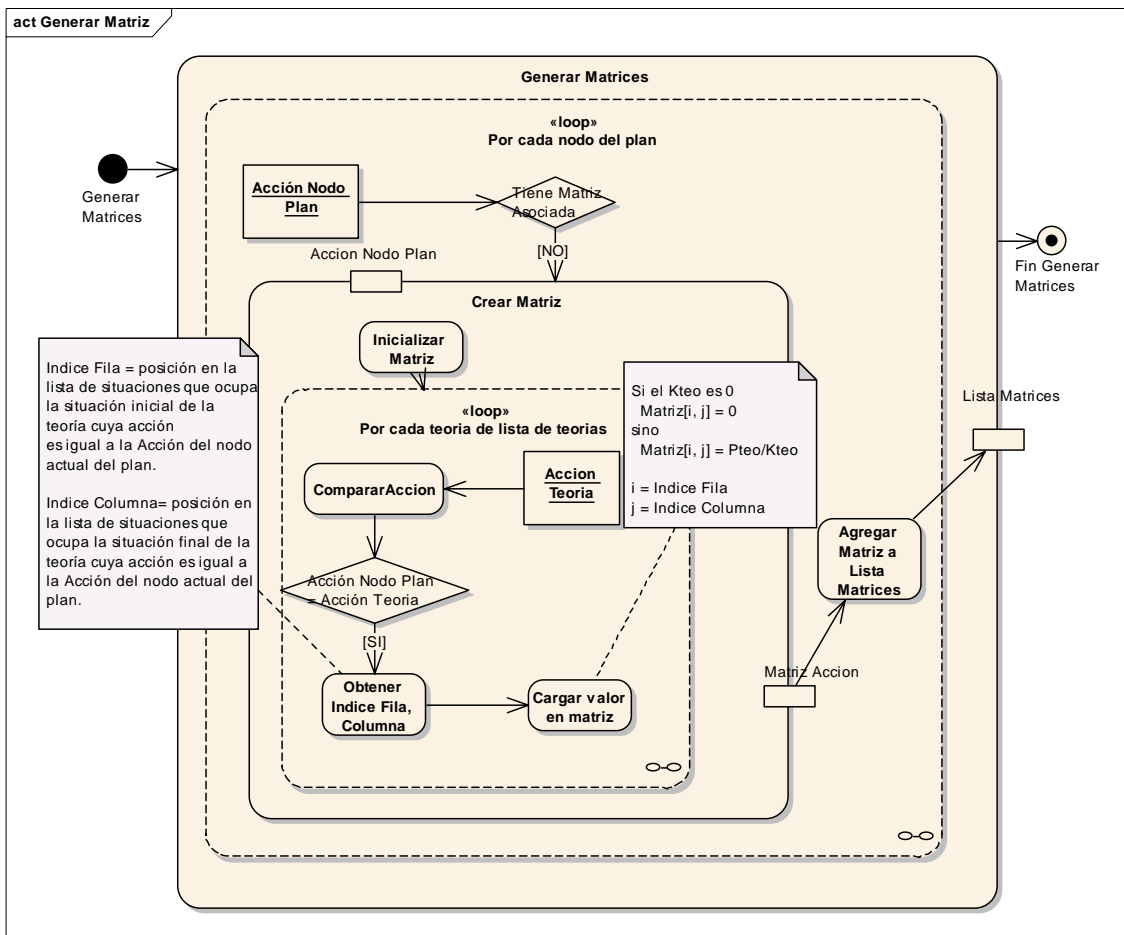 act Generar Matriz
Generar Matrices
«loop»
Por cada nodo del plan
Generar
Matrices
Acción Nodo
Plan
Tiene Matriz
Asociada
[NO]
Accion Nodo Plan
Fin Generar
Matrices
Crear Matriz
Inicializar
Matriz
Indice Fila = posición en la
lista de situaciones que ocupa
la situación inicial de la
teoría cuya acción
es igual a la Acción del nodo
actual del plan.
Indice Columna= posición en
la lista de situaciones que
ocupa la situación final de la
teoría cuya acción es igual a
la Acción del nodo actual del
plan.
«loop»
Por cada teoria de lista de teorias
Si el Kteo es 0
Matriz[i, j] = 0
sino
Matriz[i, j] = Pteo/Kteo
i = Indice Fila
j = Indice Columna
Lista Matrices
CompararAccion
Accion
Teoria
Agregar
Matriz a
Lista
Matrices
Acción Nodo Plan
= Acción Teoria
[SI]
Matriz Accion
Obtener
Indice Fila,
Columna
Cargar valor
en matriz